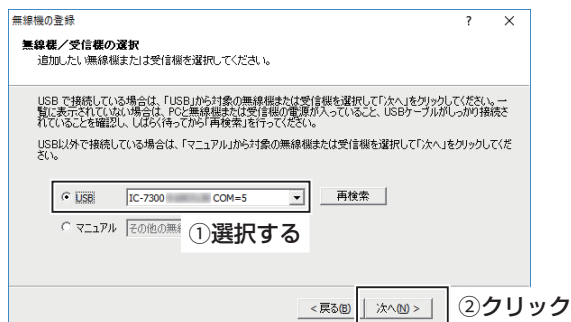 無線機の登録 ? ×
無線機／受信機の選択
追加したい無線機または受信機を選択してください。
USB で接続している場合は、「USB」から対象の無線機または受信機を選択して「次へ」をクリックしてください。一
覧に表示されていない場合は、PCと無線機または受信機の電源が入っていること、USBケーブルがしっかり接続さ
れていることを確認し、しばらく待ってから「再検索」を行ってください。
USB以外で接続している場合は、「マニュアル」から対象の無線機または受信機を選択して「次へ」をクリックしてくだ
さい。
USB IC-7300 COM=5 再検索
マニュアル その他の無線
①選択する
< 戻る(B) 次へ(N) > ②クリック